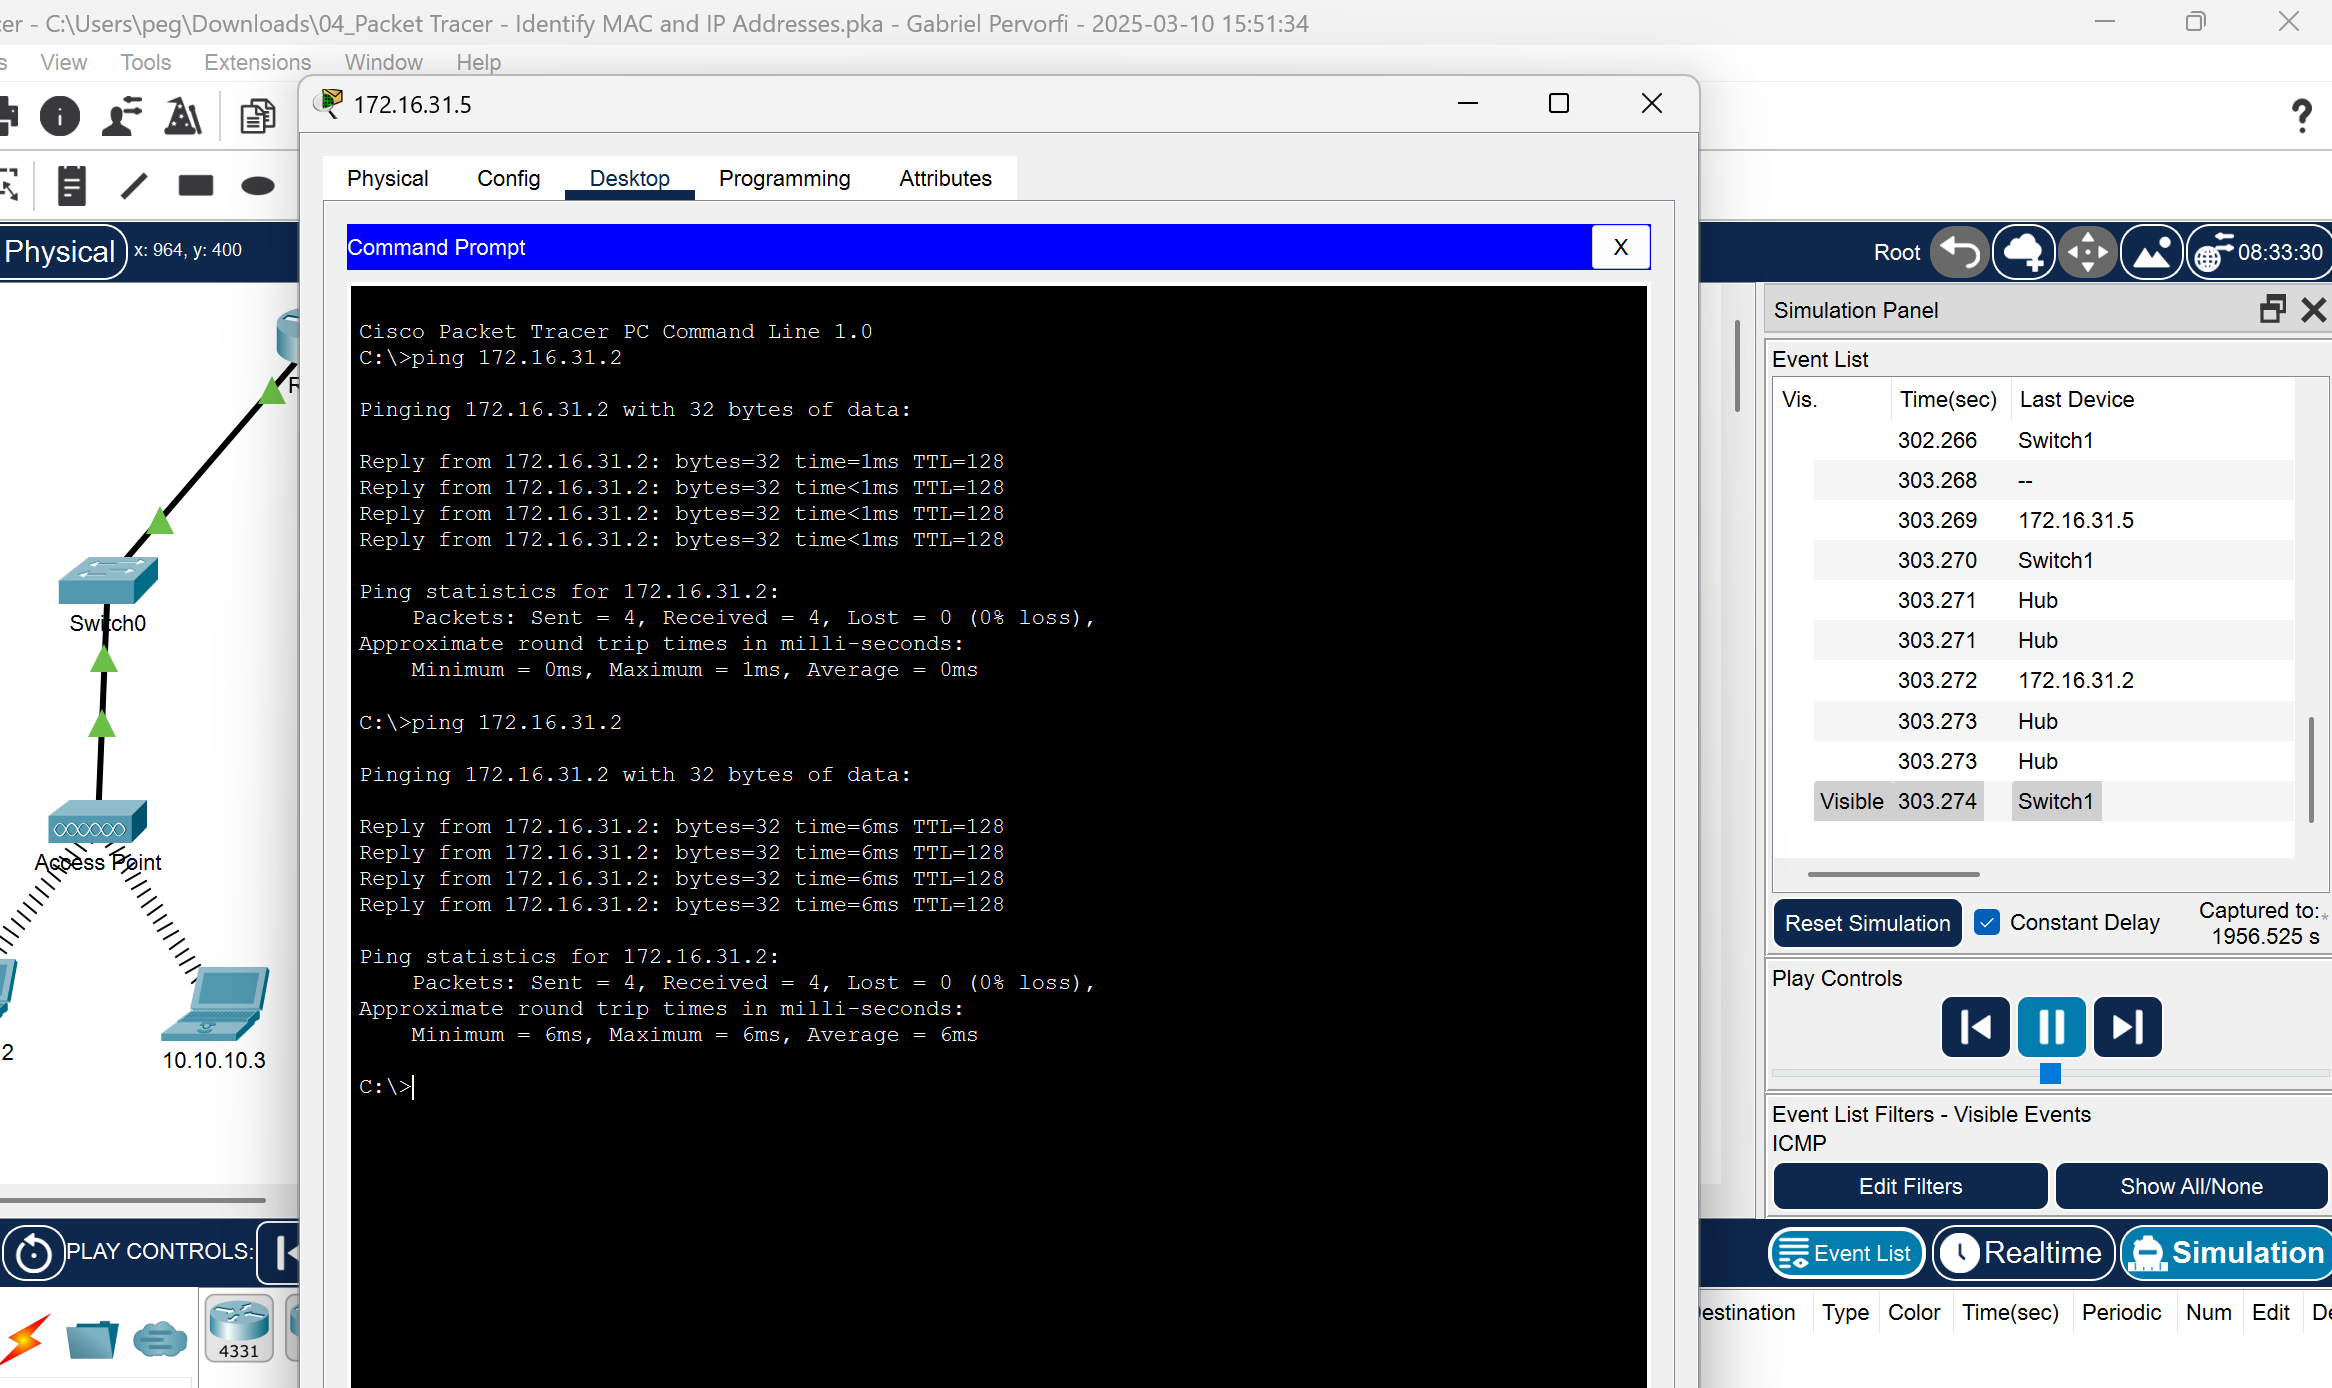 er - C:\Users\peg\Downloads\04_Packet Tracer - Identify MAC and IP Addresses.pka - Gabriel Pervorfi - 2025-03-10 15:51:34
s View Tools Extensions Window Help
172.16.31.5
Physical Config Desktop Programming Attributes
Physical x: 964, y: 400
Command Prompt X
Root 08:33:30
Cisco Packet Tracer PC Command Line 1.0
C:\>ping 172.16.31.2
Pinging 172.16.31.2 with 32 bytes of data:
Reply from 172.16.31.2: bytes=32 time=1ms TTL=128
Reply from 172.16.31.2: bytes=32 time<1ms TTL=128
Reply from 172.16.31.2: bytes=32 time<1ms TTL=128
Reply from 172.16.31.2: bytes=32 time<1ms TTL=128
Ping statistics for 172.16.31.2:
Packets: Sent = 4, Received = 4, Lost = 0 (0% loss),
Approximate round trip times in milli-seconds:
Minimum = 0ms, Maximum = 1ms, Average = 0ms
C:\>ping 172.16.31.2
Pinging 172.16.31.2 with 32 bytes of data:
Reply from 172.16.31.2: bytes=32 time=6ms TTL=128
Reply from 172.16.31.2: bytes=32 time=6ms TTL=128
Reply from 172.16.31.2: bytes=32 time=6ms TTL=128
Reply from 172.16.31.2: bytes=32 time=6ms TTL=128
Ping statistics for 172.16.31.2:
Packets: Sent = 4, Received = 4, Lost = 0 (0% loss),
Approximate round trip times in milli-seconds:
Minimum = 6ms, Maximum = 6ms, Average = 6ms
C:\>
R
Switch0
Access Point
2
10.10.10.3
Simulation Panel
Event List
Vis. Time(sec) Last Device
302.266 Switch1
303.268 --
303.269 172.16.31.5
303.270 Switch1
303.271 Hub
303.271 Hub
303.272 172.16.31.2
303.273 Hub
303.273 Hub
Visible 303.274 Switch1
Reset Simulation Constant Delay Captured to:*
1956.525 s
Play Controls
Event List Filters - Visible Events
ICMP
Edit Filters Show All/None
PLAY CONTROLS:
Event List Realtime Simulation
4331
estination Type Color Time(sec) Periodic Num Edit De